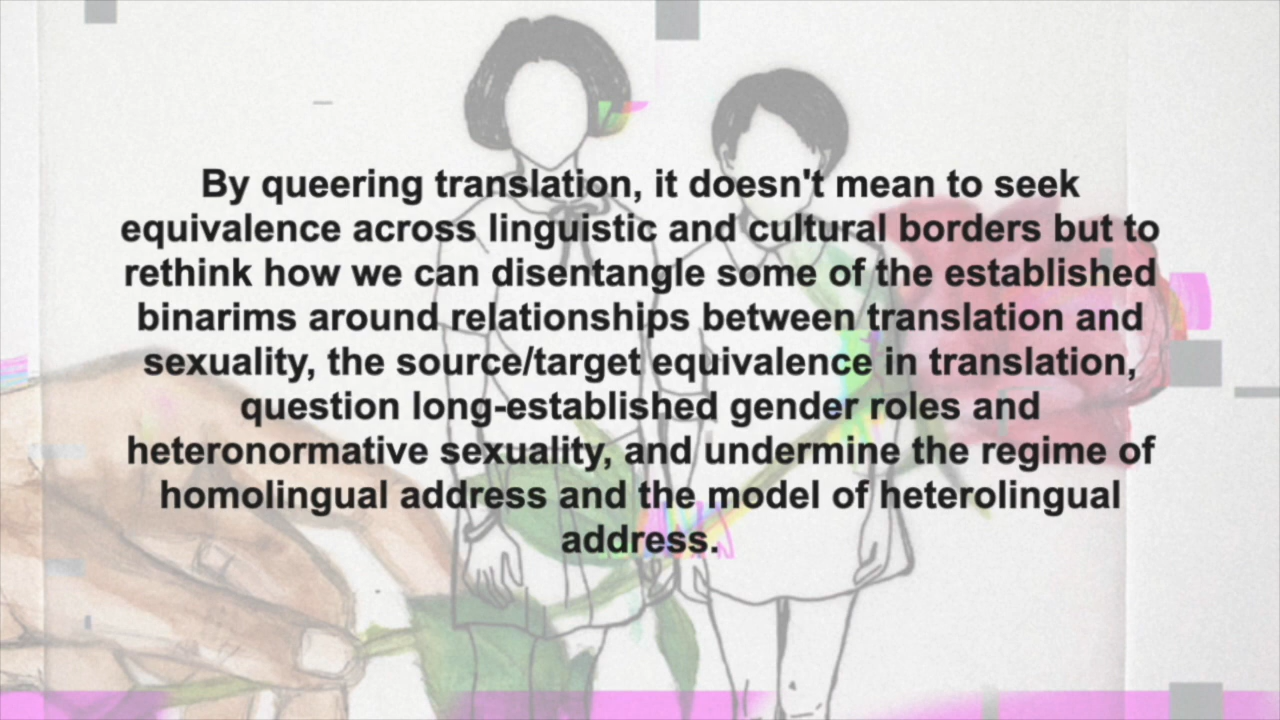 By queering translation, it doesn't mean to seek
equivalence across linguistic and cultural borders but to
rethink how we can disentangle some of the established
binarims around relationships between translation and
sexuality, the source/target equivalence in translation,
question long-established gender roles and
heteronormative sexuality, and undermine the regime of
homolingual address and the model of heterolingual
address.